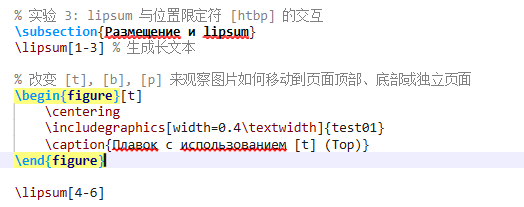 % 实验 3: lipsum 与位置限定符 [htbp] 的交互
\subsection{Размещение и lipsum}
\lipsum[1-3] % 生成长文本
% 改变 [t], [b], [p] 来观察图片如何移动到页面顶部、底部或独立页面
\begin{figure}[t]
\centering
\includegraphics[width=0.4\textwidth]{test01}
\caption{Плавок с использованием [t] (Top)}
\end{figure}
\lipsum[4-6]